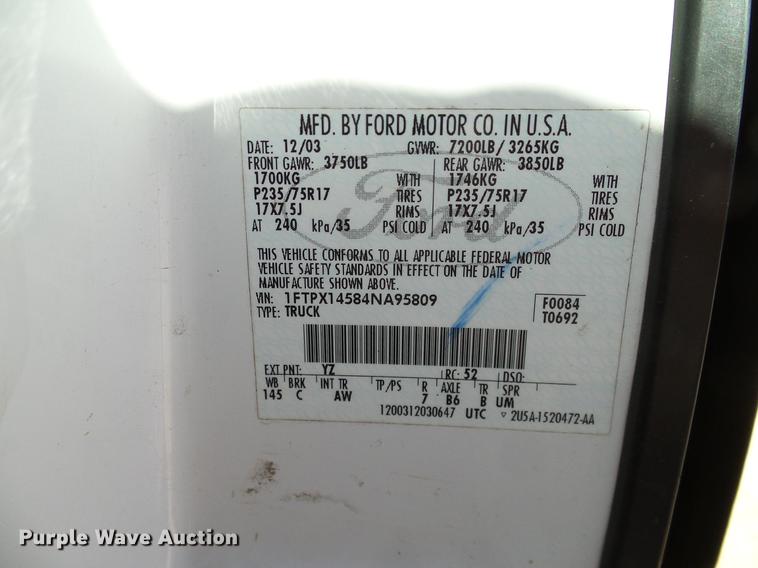 MFD. BY FORD MOTOR CO. IN U.S.A.
DATE: 12/03 GVWR: 7200LB/ 3265KG
FRONT GAWR: 3750LB REAR GAWR: 3850LB
1700KG WITH 1746KG WITH
P235/75R17 TIRES P235/75R17 TIRES
17X7.5J RIMS 17X7.5J RIMS
AT 240 kPa/35 PSI COLD AT 240 kPa/35 PSI COLD
Ford
THIS VEHICLE CONFORMS TO ALL APPLICABLE FEDERAL MOTOR
VEHICLE SAFETY STANDARDS IN EFFECT ON THE DATE OF
MANUFACTURE SHOWN ABOVE.
VIN: 1FTPX14584NA95809 F0084
TYPE: TRUCK T0692
EXT PNT: YZ RC: 52 DSO:
WB BRK INT TR TP/PS R AXLE TR SPR
145 C AW 7 B6 B UM
1200312030647 UTC ▽ 2U5A-1520472-AA
Purple Wave Auction